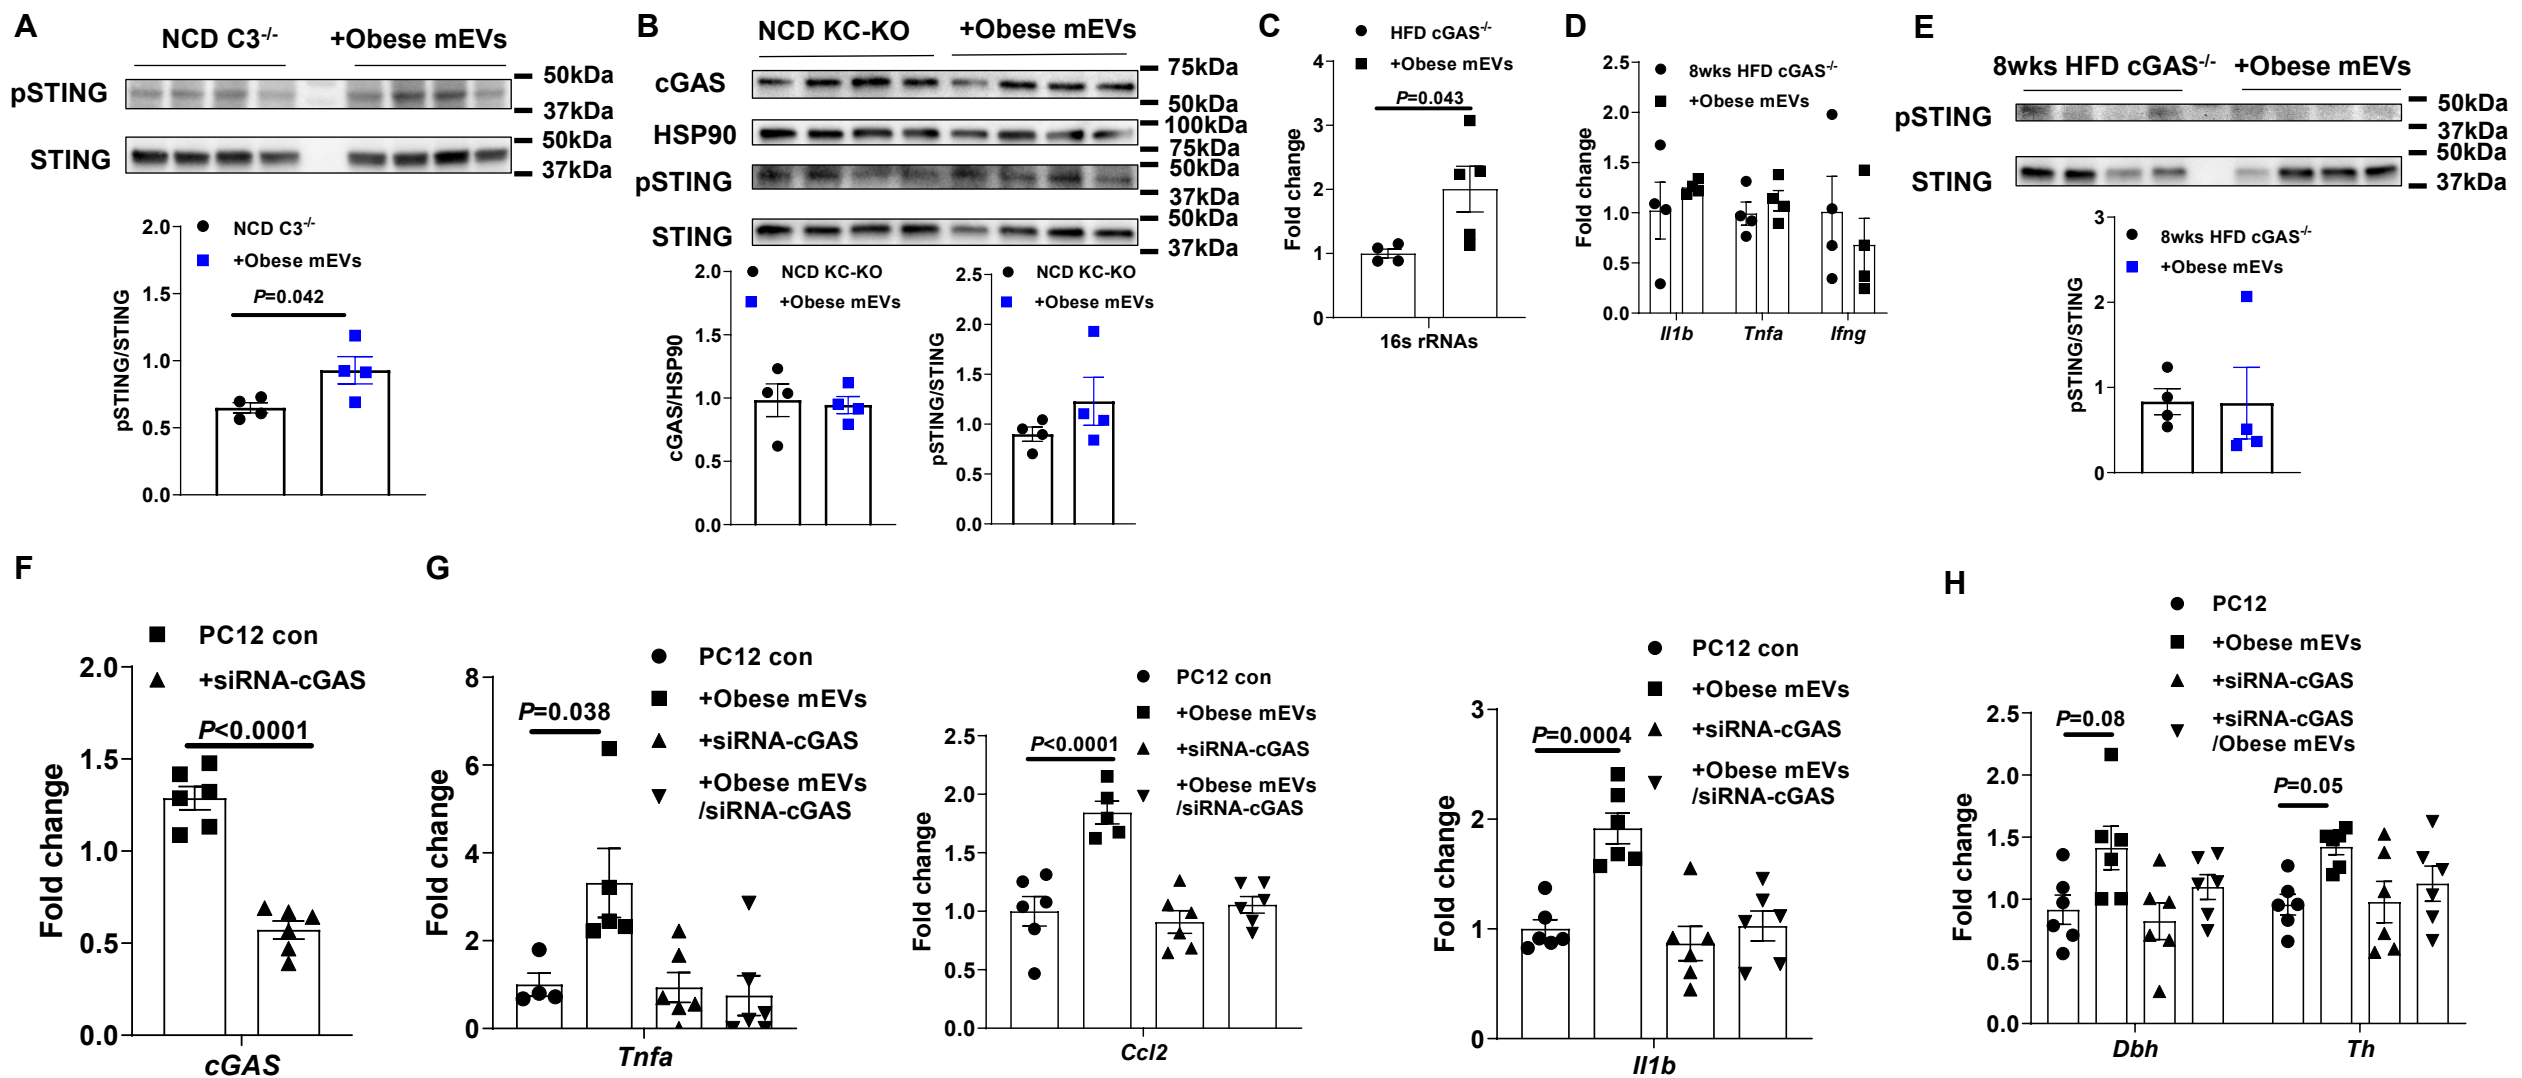 A
NCD C3-/-
+Obese mEVs
pSTING
50kDa
37kDa
STING
50kDa
37kDa
NCD C3-/-
+Obese mEVs
P=0.042
pSTING/STING
2.0
1.5
1.0
0.5
0.0
B
NCD KC-KO
+Obese mEVs
cGAS
75kDa
50kDa
HSP90
100kDa
75kDa
pSTING
50kDa
37kDa
STING
50kDa
37kDa
NCD KC-KO
+Obese mEVs
cGAS/HSP90
2.0
1.5
1.0
0.5
0.0
NCD KC-KO
+Obese mEVs
pSTING/STING
2.5
2.0
1.5
1.0
0.5
0.0
C
HFD cGAS-/-
+Obese mEVs
P=0.043
Fold change
4
3
2
1
0
16s rRNAs
D
8wks HFD cGAS-/-
+Obese mEVs
Fold change
2.5
2.0
1.5
1.0
0.5
0.0
Il1b
Tnfa
Ifng
E
8wks HFD cGAS-/-
+Obese mEVs
pSTING
50kDa
37kDa
STING
50kDa
37kDa
8wks HFD cGAS-/-
+Obese mEVs
pSTING/STING
3
2
1
0
F
PC12 con
+siRNA-cGAS
P<0.0001
Fold change
2.0
1.5
1.0
0.5
0.0
cGAS
G
PC12 con
+Obese mEVs
+siRNA-cGAS
+Obese mEVs
/siRNA-cGAS
P=0.038
Fold change
8
6
4
2
0
Tnfa
PC12 con
+Obese mEVs
+siRNA-cGAS
+Obese mEVs
/siRNA-cGAS
P<0.0001
Fold change
2.5
2.0
1.5
1.0
0.5
0.0
Ccl2
PC12 con
+Obese mEVs
+siRNA-cGAS
+Obese mEVs
/siRNA-cGAS
P=0.0004
Fold change
3
2
1
0
Il1b
H
PC12
+Obese mEVs
+siRNA-cGAS
+siRNA-cGAS
/Obese mEVs
P=0.08
P=0.05
Fold change
2.5
2.0
1.5
1.0
0.5
0.0
Dbh
Th